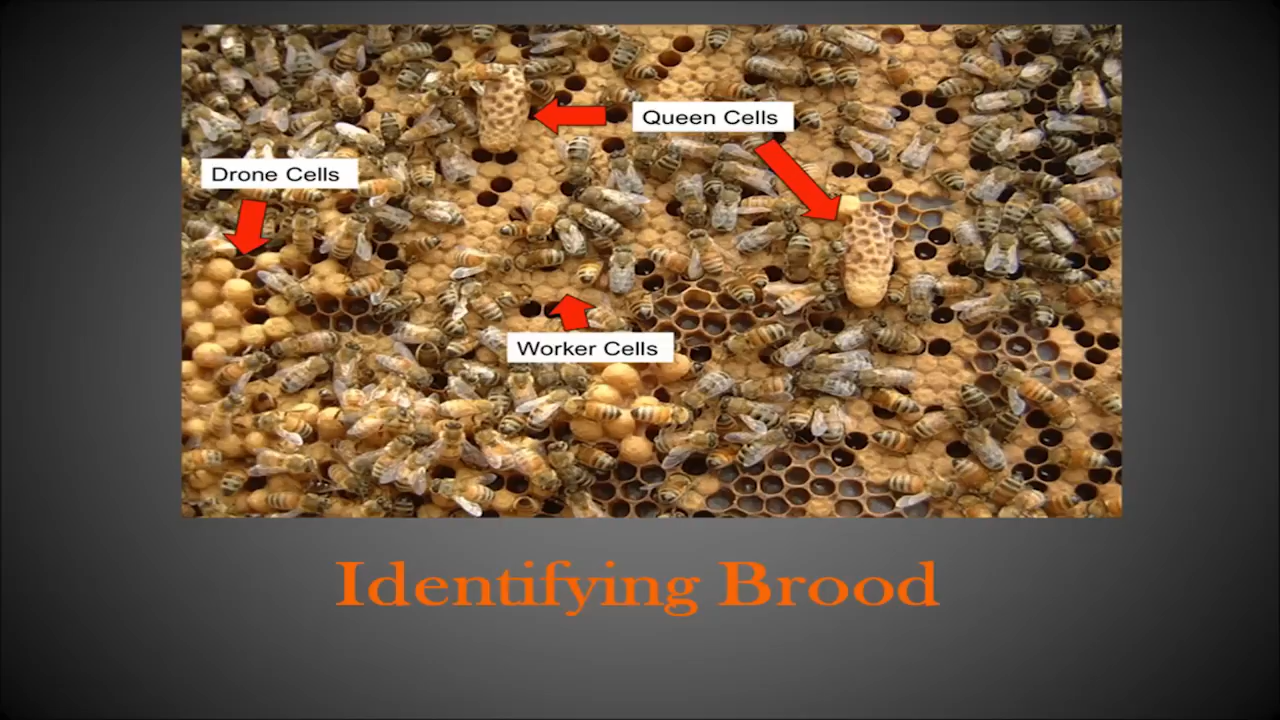 Queen Cells
Drone Cells
Worker Cells
Identifying Brood